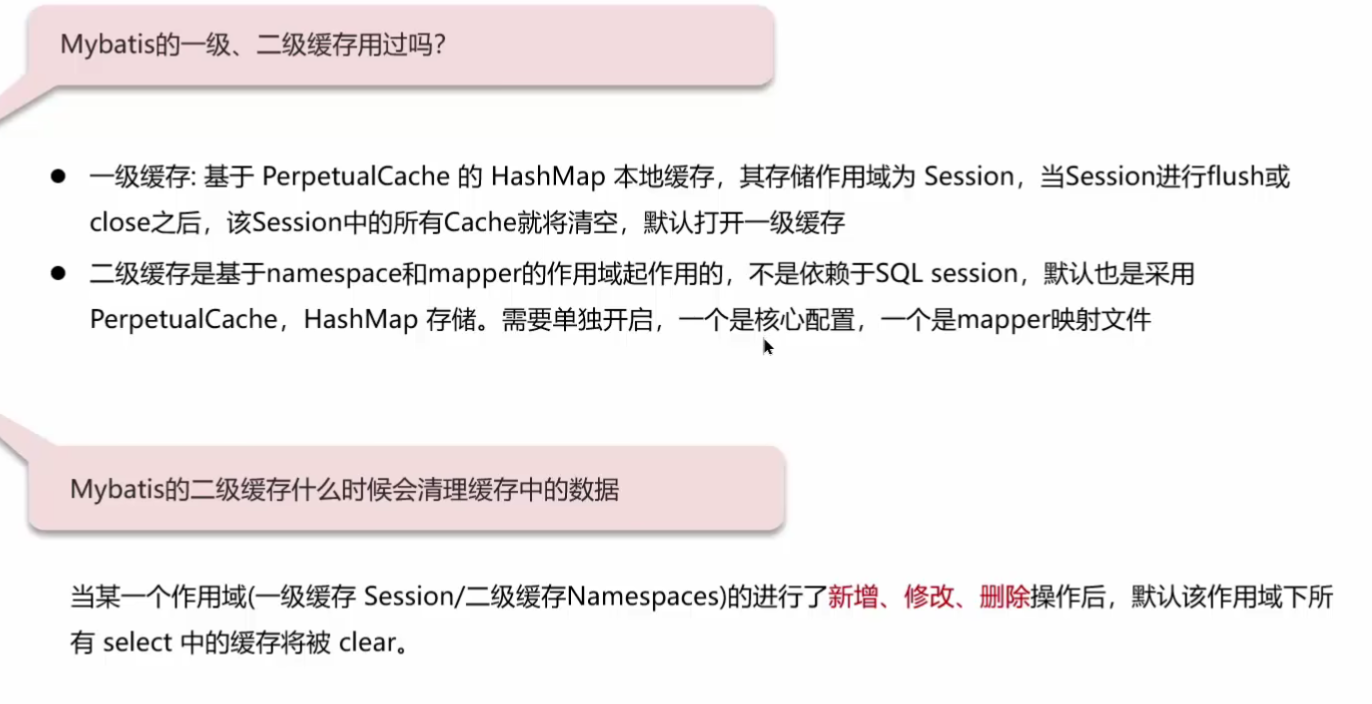 Mybatis的一级、二级缓存用过吗？
● 一级缓存: 基于 PerpetualCache 的 HashMap 本地缓存，其存储作用域为 Session，当Session进行flush或
close之后，该Session中的所有Cache就将清空，默认打开一级缓存
● 二级缓存是基于namespace和mapper的作用域起作用的，不是依赖于SQL session，默认也是采用
PerpetualCache，HashMap 存储。需要单独开启，一个是核心配置，一个是mapper映射文件
Mybatis的二级缓存什么时候会清理缓存中的数据
当某一个作用域(一级缓存 Session/二级缓存Namespaces)的进行了新增、修改、删除操作后，默认该作用域下所
有 select 中的缓存将被 clear。